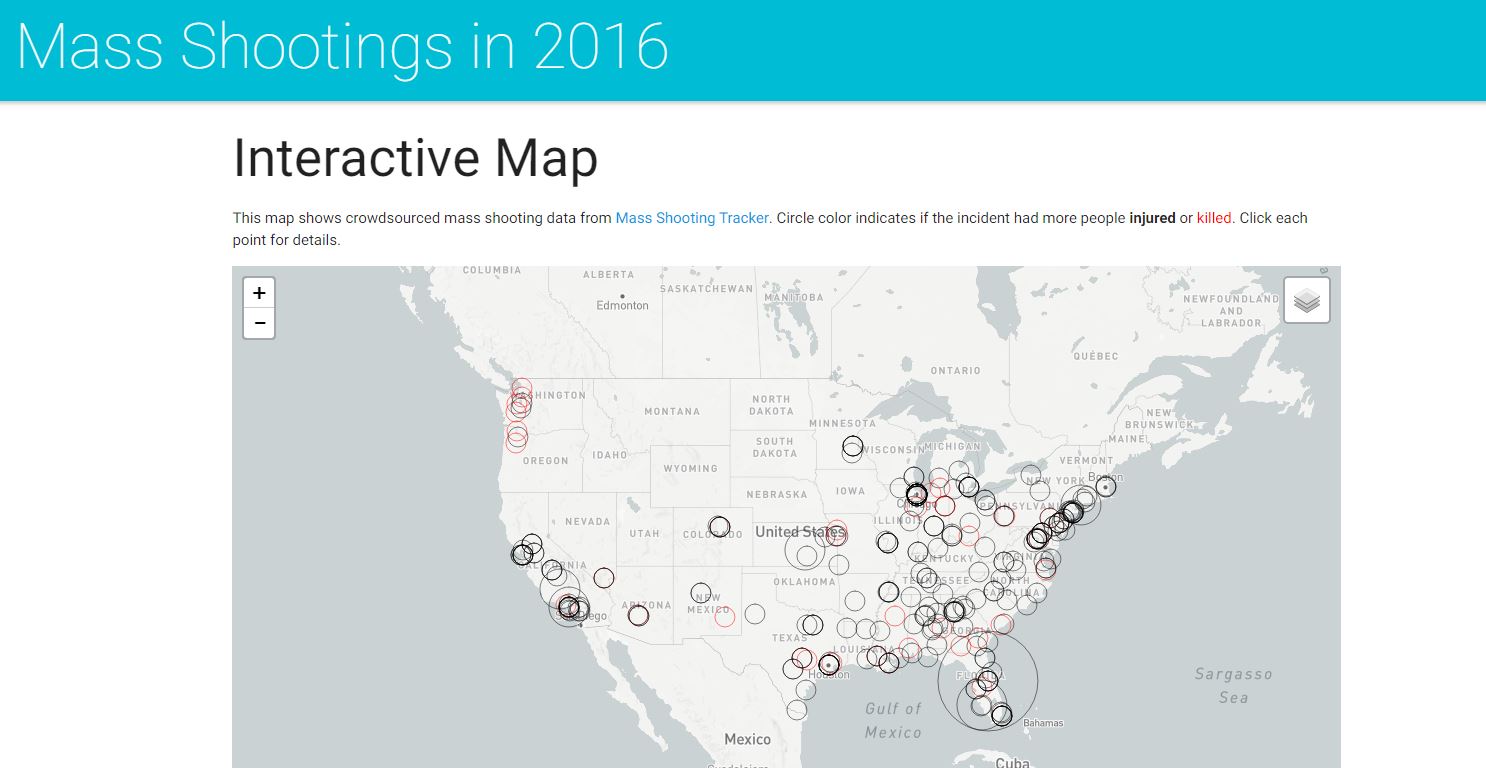 Mass Shootings in 2016
Interactive Map
This map shows crowdsourced mass shooting data from Mass Shooting Tracker. Circle color indicates if the incident had more people injured or killed. Click each
point for details.
+
−
COLUMBIA
ALBERTA
Edmonton
SASKATCHEWAN
MANITOBA
NEWFOUNDLAND
AND
LABRADOR
ONTARIO
QUÉBEC
WASHINGTON
MONTANA
NORTH
DAKOTA
MINNESOTA
NEW
BRUNSWICK
MAINE
OREGON
IDAHO
SOUTH
DAKOTA
WISCONSIN
MICHIGAN
VERMONT
WYOMING
NEW YORK
Boston
NEBRASKA
IOWA
Chicago
PENNSYLVANIA
NEVADA
UTAH
COLORADO
United States
ILLINOIS
CALIFORNIA
KENTUCKY
VIRGINIA
OKLAHOMA
TENNESSEE
NORTH
CAROLINA
San Diego
ARIZONA
NEW
MEXICO
TEXAS
LOUISIANA
GEORGIA
Houston
FLORIDA
Sargasso
Sea
Gulf of
Mexico
Bahamas
Mexico
Cuba